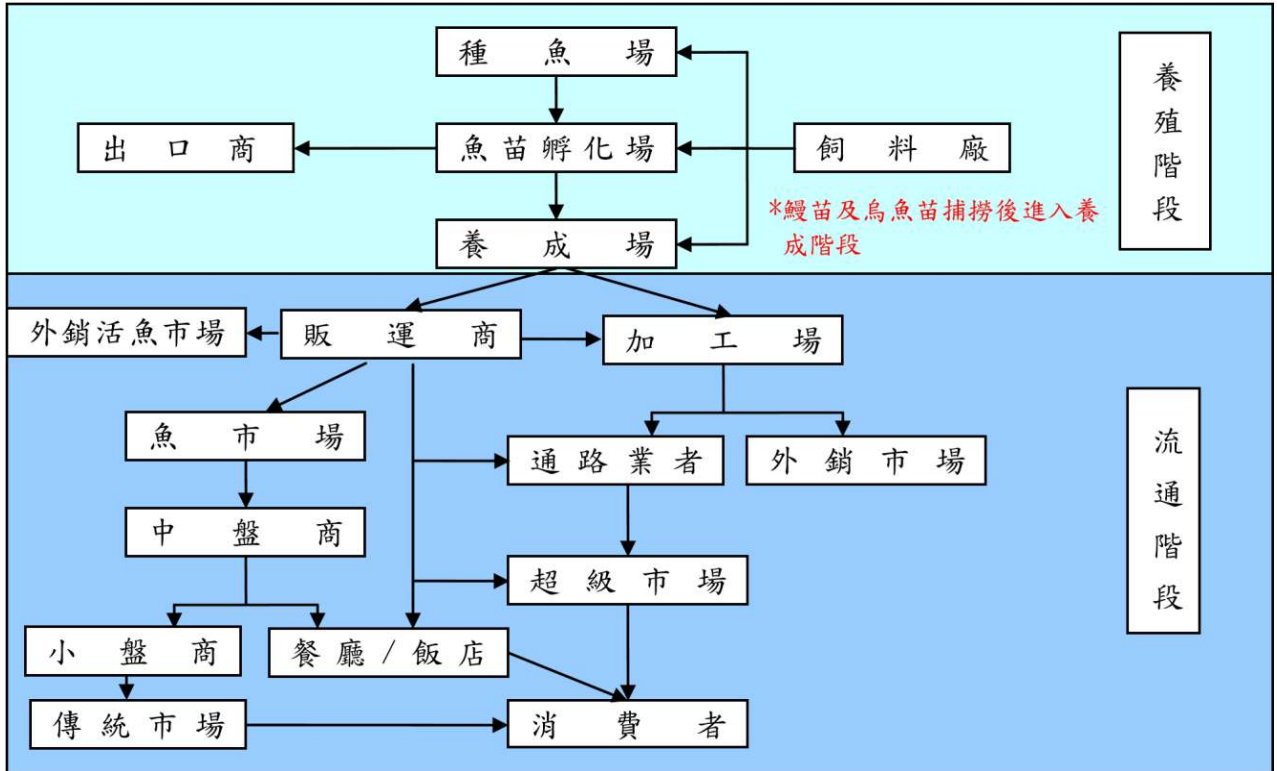 種魚場
出口商
魚苗孵化場
飼料廠
養殖階段
*鰻苗及烏魚苗捕撈後進入養
成階段
養成場
外銷活魚市場
販運商
加工場
魚市場
通路業者
外銷市場
流通階段
中盤商
超級市場
小盤商
餐廳/飯店
傳統市場
消費者